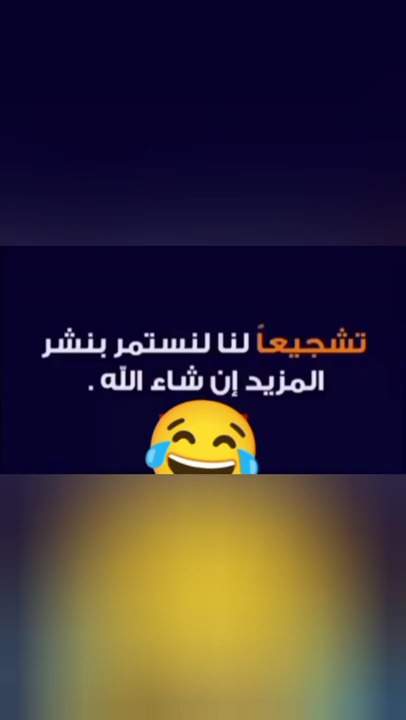 تشجيعاً لنا لنستمر بنشر
المزيد إن شاء الله .